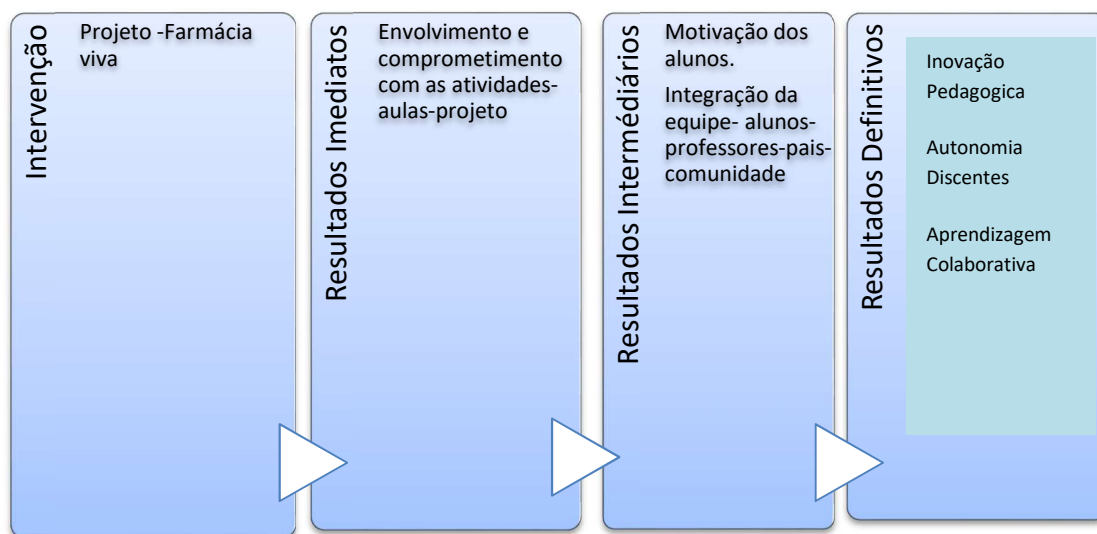 Intervenção
Projeto -Farmácia
viva
Resultados Imediatos
Envolvimento e
comprometimento
com as atividades-
aulas-projeto
Resultados Intermédiários
Motivação dos
alunos.
Integração da
equipe- alunos-
professores-pais-
comunidade
Resultados Definitivos
Inovação
Pedagogica
Autonomia
Discentes
Aprendizagem
Colaborativa